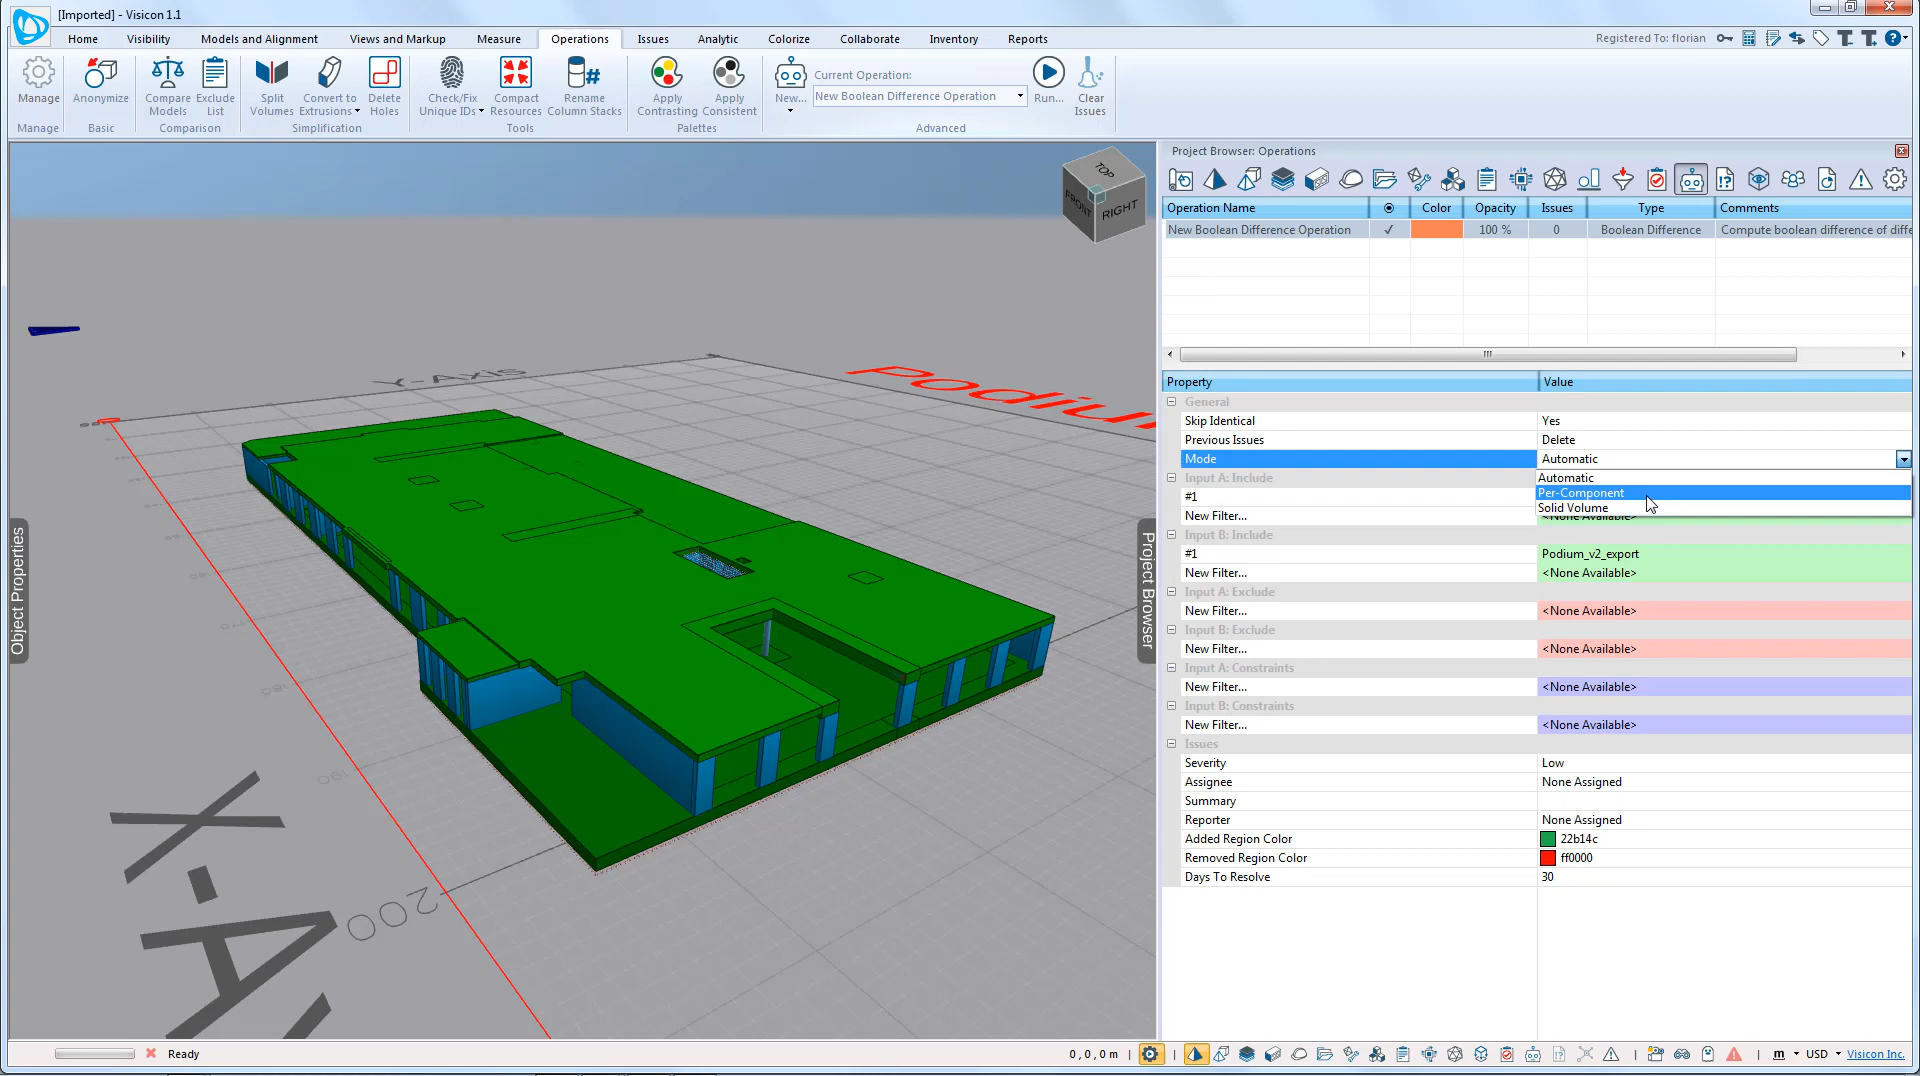 [Imported] - Visicon 1.1
Home Visibility Models and Alignment Views and Markup Measure Operations Issues Analytic Colorize Collaborate Inventory Reports
Registered To: florian
Manage Anonymize Compare Models Exclude List Split Volumes Convert to Extrusions Delete Holes Check/Fix Unique IDs Compact Resources Rename Column Stacks Apply Contrasting Apply Consistent New... Current Operation: Run... Clear Issues
New Boolean Difference Operation
Manage Basic Comparison Simplification Tools Palettes Advanced
Project Browser: Operations
Operation Name Color Opacity Issues Type Comments
New Boolean Difference Operation ✓ 100 % 0 Boolean Difference Compute boolean difference of diffe
TOP
FRONT
RIGHT
Y-Axis
Podiu
X-A
200
190
Object Properties
Project Browser
Property Value
General
Skip Identical Yes
Previous Issues Delete
Mode Automatic
Input A: Include Automatic
#1 Per-Component
Solid Volume
New Filter... <None Available>
Input B: Include
#1 Podium_v2_export
New Filter... <None Available>
Input A: Exclude
New Filter... <None Available>
Input B: Exclude
New Filter... <None Available>
Input A: Constraints
New Filter... <None Available>
Input B: Constraints
New Filter... <None Available>
Issues
Severity Low
Assignee None Assigned
Summary
Reporter None Assigned
Added Region Color 22b14c
Removed Region Color ff0000
Days To Resolve 30
Ready
0 , 0 , 0 m
m USD Visicon Inc.